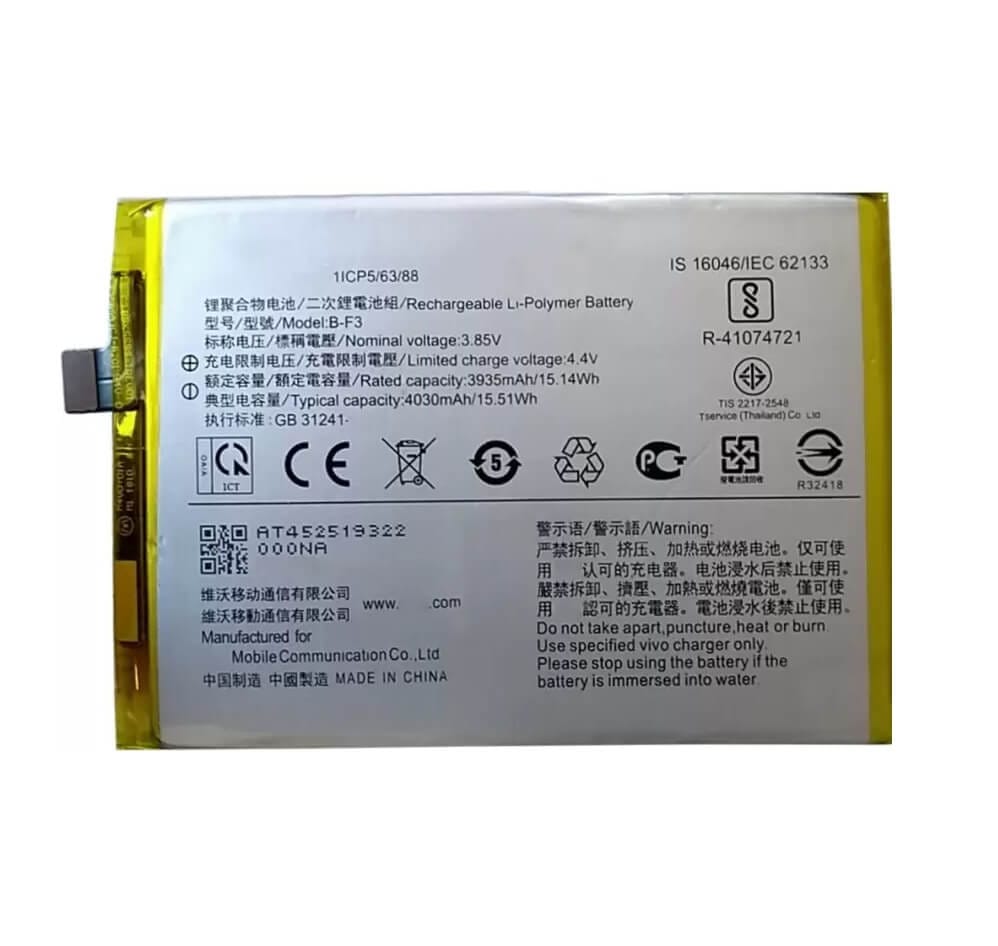 1ICP5/63/88
锂聚合物电池/二次鋰電池組/Rechargeable Li-Polymer Battery
型号/型號/Model:B-F3
标称电压/標稱電壓/Nominal voltage:3.85V
充电限制电压/充電限制電壓/Limited charge voltage:4.4V
额定容量/額定電容量/Rated capacity:3935mAh/15.14Wh
典型电容量/Typical capacity:4030mAh/15.51Wh
执行标准:GB 31241-
IS 16046/IEC 62133
R-41074721
TIS 2217-2548
Tservice (Thailand) Co Ltd
1CT
CE
5
PC
廢電池請回收
R32418
AT452519322
000NA
维沃移动通信有限公司
維沃移動通信有限公司
www. .com
Manufactured for
Mobile Communication Co.,Ltd
中国制造 中國製造 MADE IN CHINA
警示语/警示語/Warning:
严禁拆卸、挤压、加热或燃烧电池。仅可使
用 认可的充电器。电池浸水后禁止使用。
嚴禁拆卸、擠壓、加熱或燃燒電池。僅可使
用 認可的充電器。電池浸水後禁止使用。
Do not take apart,puncture,heat or burn.
Use specified vivo charger only.
Please stop using the battery if the
battery is immersed into water.